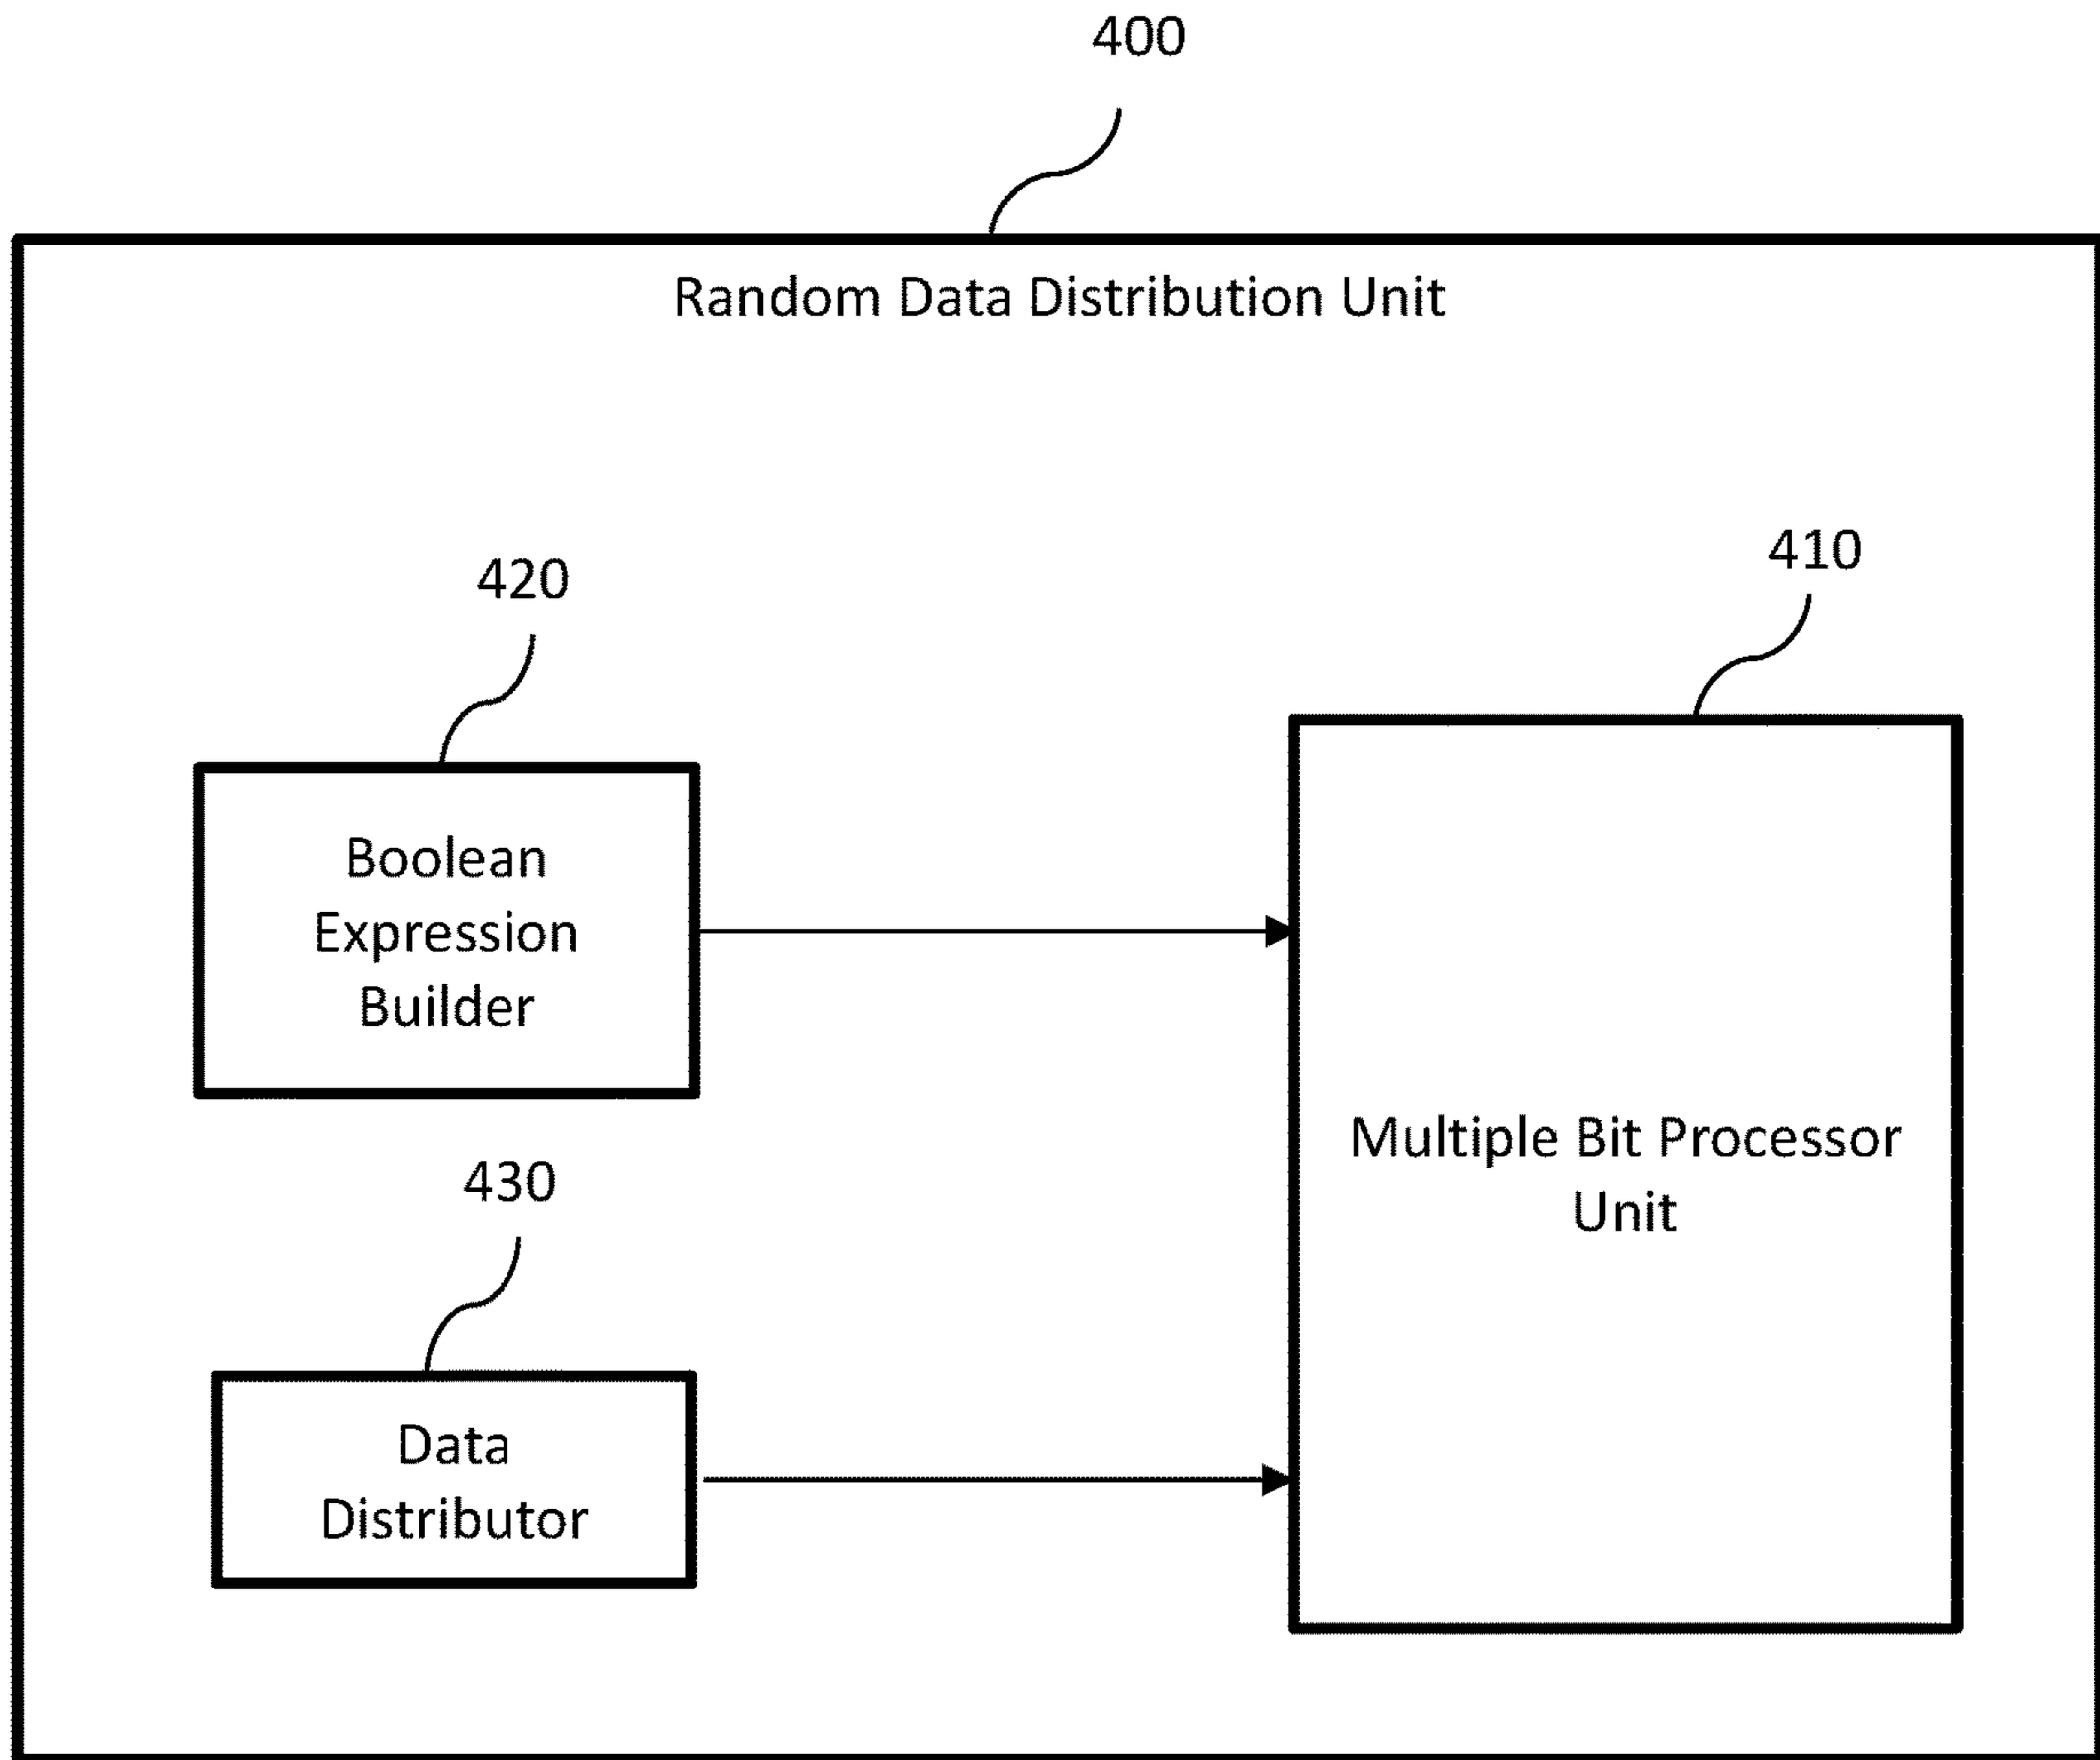 400
Random Data Distribution Unit
420
410
Boolean
Expression
Builder
Multiple Bit Processor
Unit
430
Data
Distributor